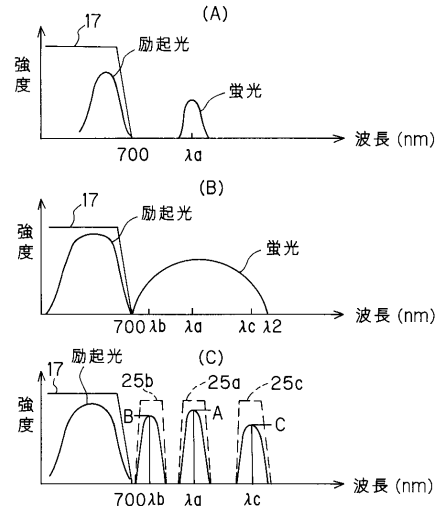 (A)
17
励起光
蛍光
強度
波長 (nm)
700
λa
(B)
17
励起光
蛍光
強度
波長 (nm)
700 λb
λa
λc
λ2
(C)
励起光
17
25b
25a
25c
強度
B
A
C
波長 (nm)
700 λb
λa
λc